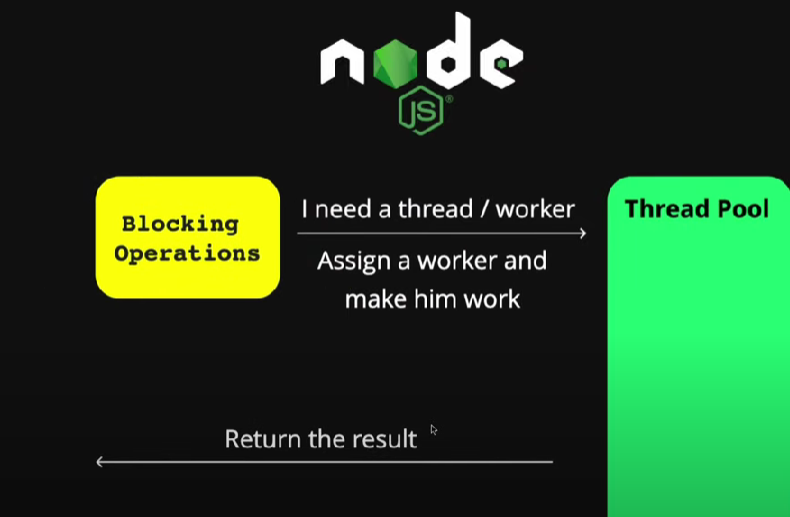 node
JS®
Blocking
Operations
I need a thread / worker
Assign a worker and
make him work
Thread Pool
Return the result